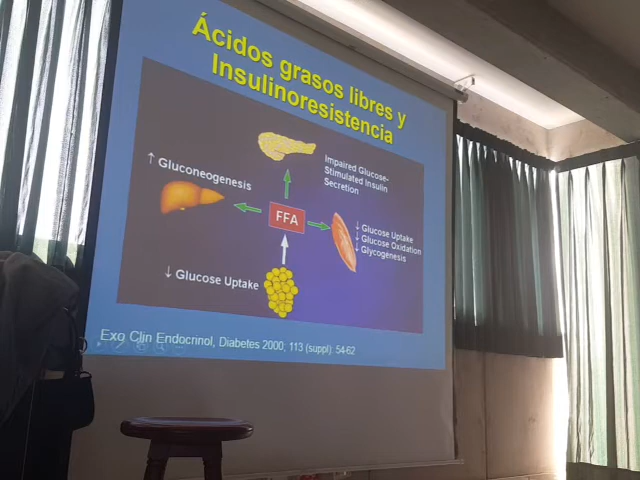 Ácidos grasos libres y
Insulinoresistencia
Impaired Glucose-
Stimulated Insulin
Secretion
↑ Gluconeogenesis
FFA
↓ Glucose Uptake
↓ Glucose Oxidation
↓ Glycogenesis
↓ Glucose Uptake
Exo Clin Endocrinol, Diabetes 2000, 113 (suppl): 54-62